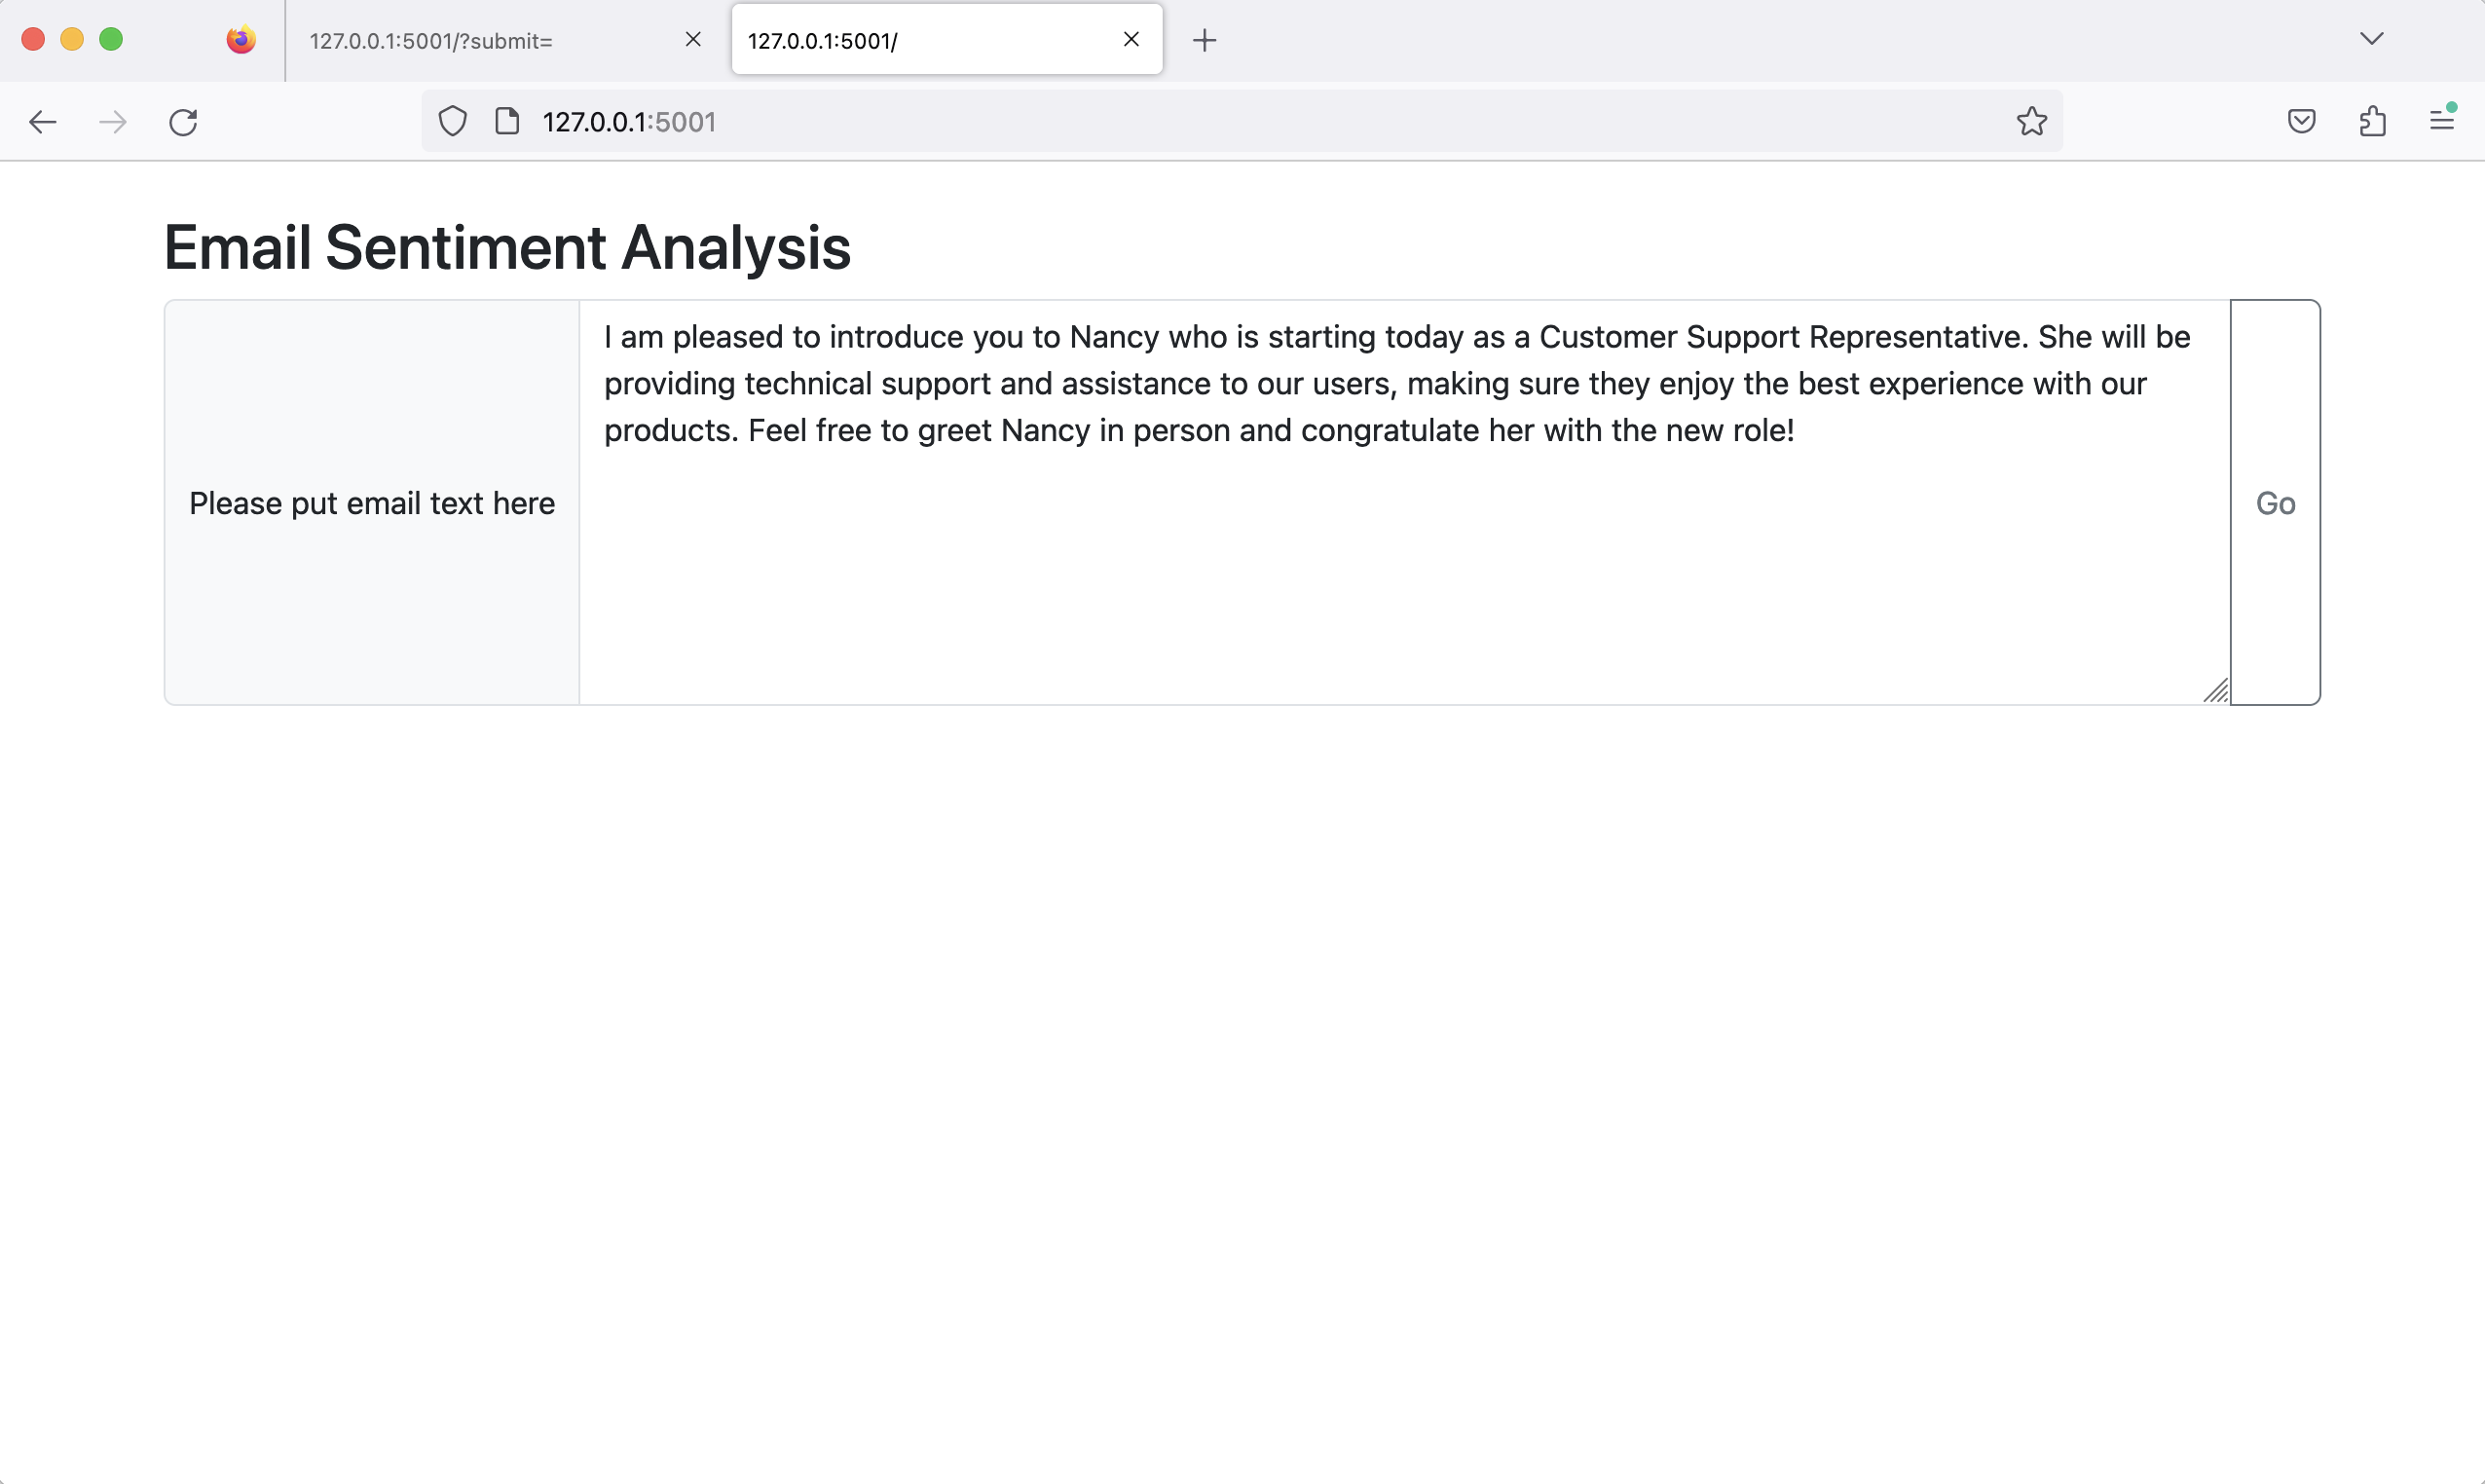 127.0.0.1:5001/?submit=
127.0.0.1:5001/
127.0.0.1:5001
Email Sentiment Analysis
Please put email text here
I am pleased to introduce you to Nancy who is starting today as a Customer Support Representative. She will be
providing technical support and assistance to our users, making sure they enjoy the best experience with our
products. Feel free to greet Nancy in person and congratulate her with the new role!
Go